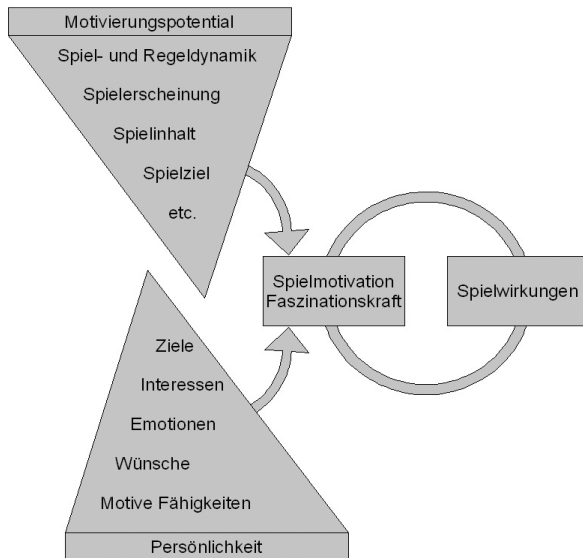 Motivierungspotential
Spiel- und Regeldynamik
Spielerscheinung
Spielinhalt
Spielziel
etc.
Spielmotivation
Faszinationskraft
Spielwirkungen
Ziele
Interessen
Emotionen
Wünsche
Motive Fähigkeiten
Persönlichkeit